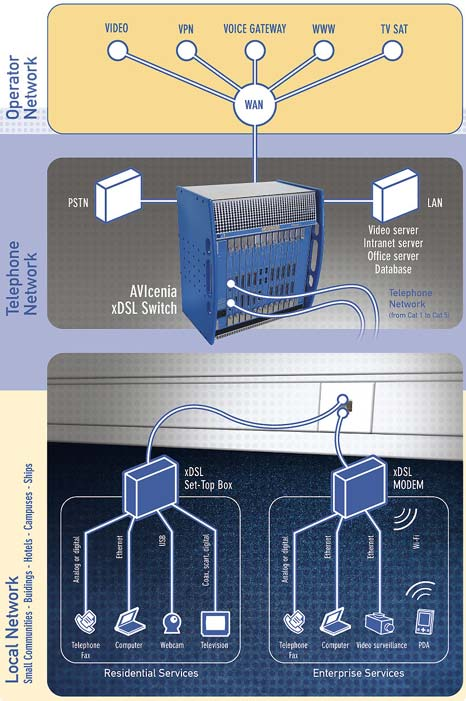 Operator
Network
VIDEO
VPN
VOICE GATEWAY
WWW
TV SAT
WAN
Telephone
Network
PSTN
LAN
Video server
Intranet server
Office server
Database
AVIcenia
xDSL Switch
Telephone
Network
(from Cat 1 to Cat 5)
Local Network
Small Communities - Buidings - Hotels - Campuses - Ships
xDSL
Set-Top Box
xDSL
MODEM
Analog or digital
Ethernet
USB
Coax, scart, digital
Analog or digital
Ethernet
Ethernet
Wi-Fi
Telephone
Fax
Computer
Webcam
Television
Telephone
Fax
Computer
Video surveillance
PDA
Residential Services
Enterprise Services